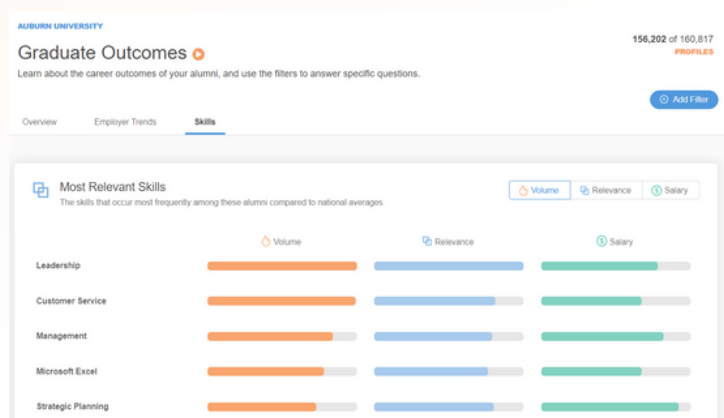 AUBURN UNIVERSITY
Graduate Outcomes
156,202 of 160,817
PROFILES
Learn about the career outcomes of your alumni, and use the filters to answer specific questions.
Add Filter
Overview Employer Trends Skills
Most Relevant Skills
The skills that occur most frequently among these alumni compared to national averages.
Volume Relevance Salary
Volume Relevance Salary
Leadership
Customer Service
Management
Microsoft Excel
Strategic Planning